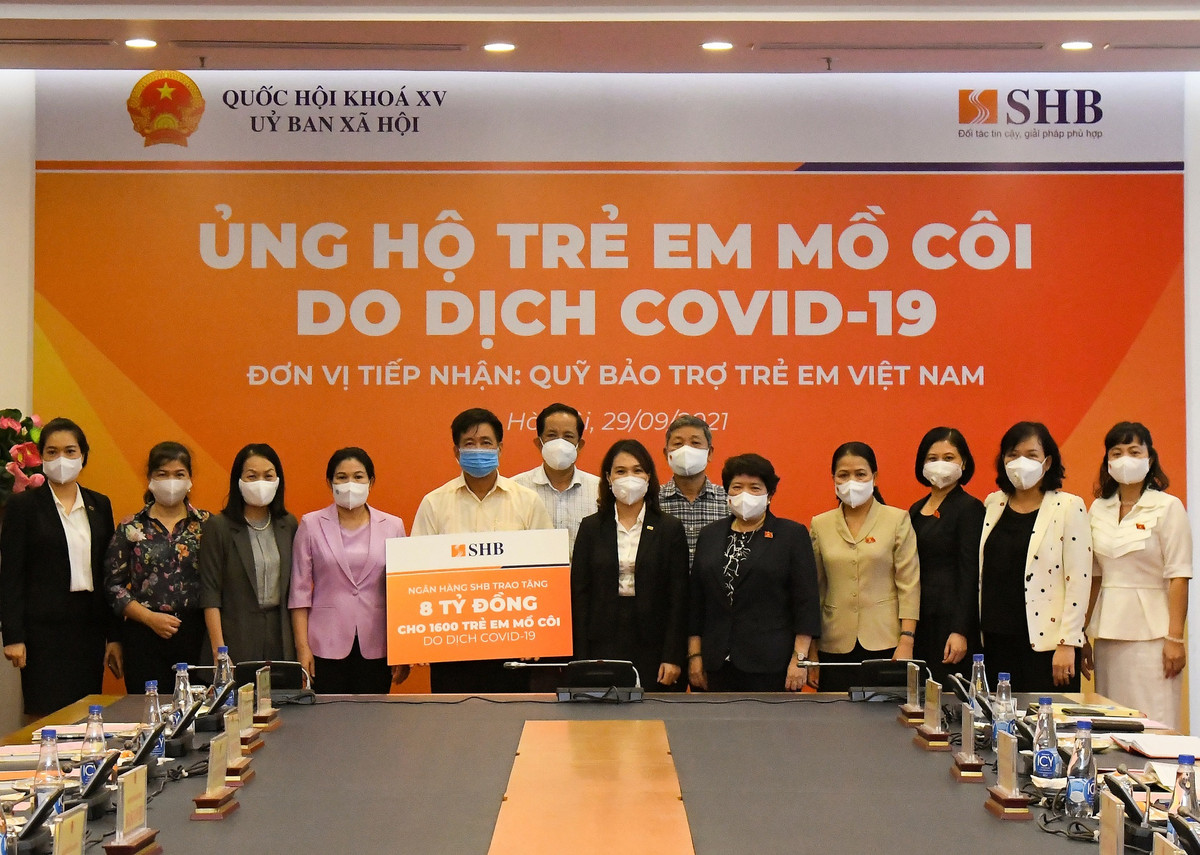 QUỐC HỘI KHOÁ XV
UỶ BAN XÃ HỘI
SHB
Đối tác tin cậy, giải pháp phù hợp
ỦNG HỘ TRẺ EM MỒ CÔI
DO DỊCH COVID-19
ĐƠN VỊ TIẾP NHẬN: QUỸ BẢO TRỢ TRẺ EM VIỆT NAM
29/09/2021
SHB
NGÂN HÀNG SHB TRAO TẶNG
8 TỶ ĐỒNG
CHO 1600 TRẺ EM MỒ CÔI
DO DỊCH COVID-19
ICY
ICY